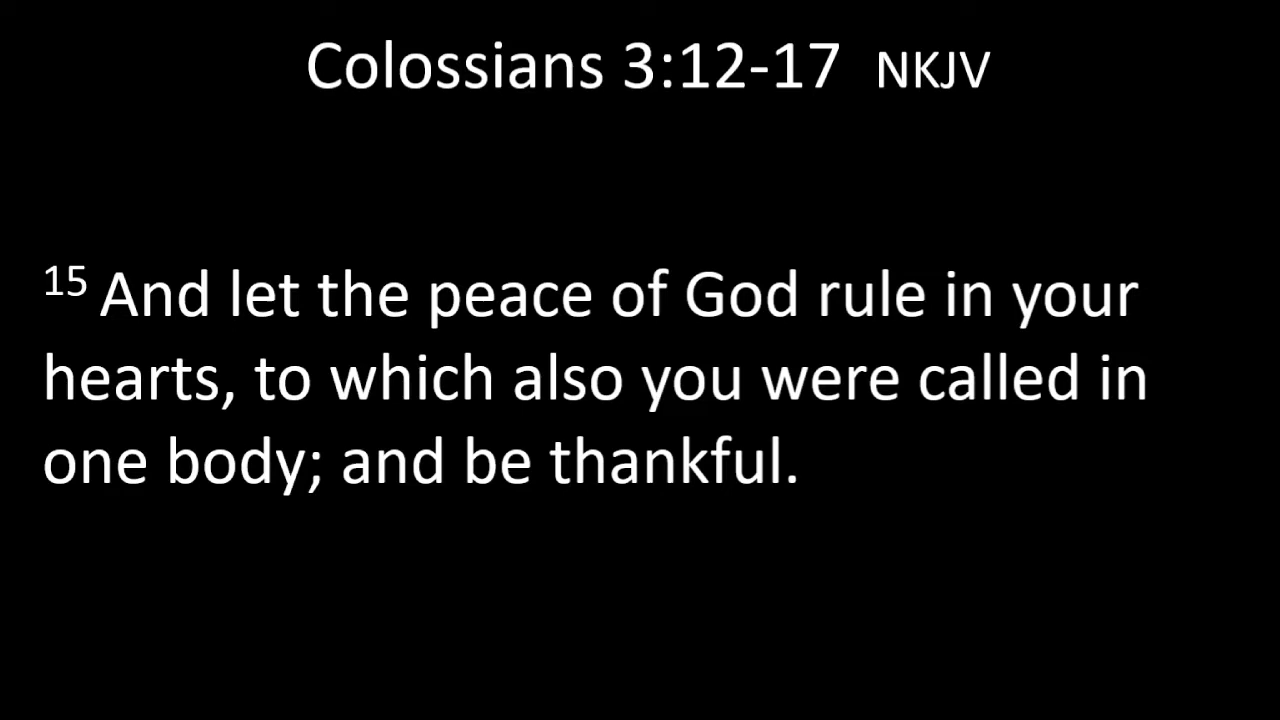 Colossians 3:12-17 NKJV
15 And let the peace of God rule in your
hearts, to which also you were called in
one body; and be thankful.